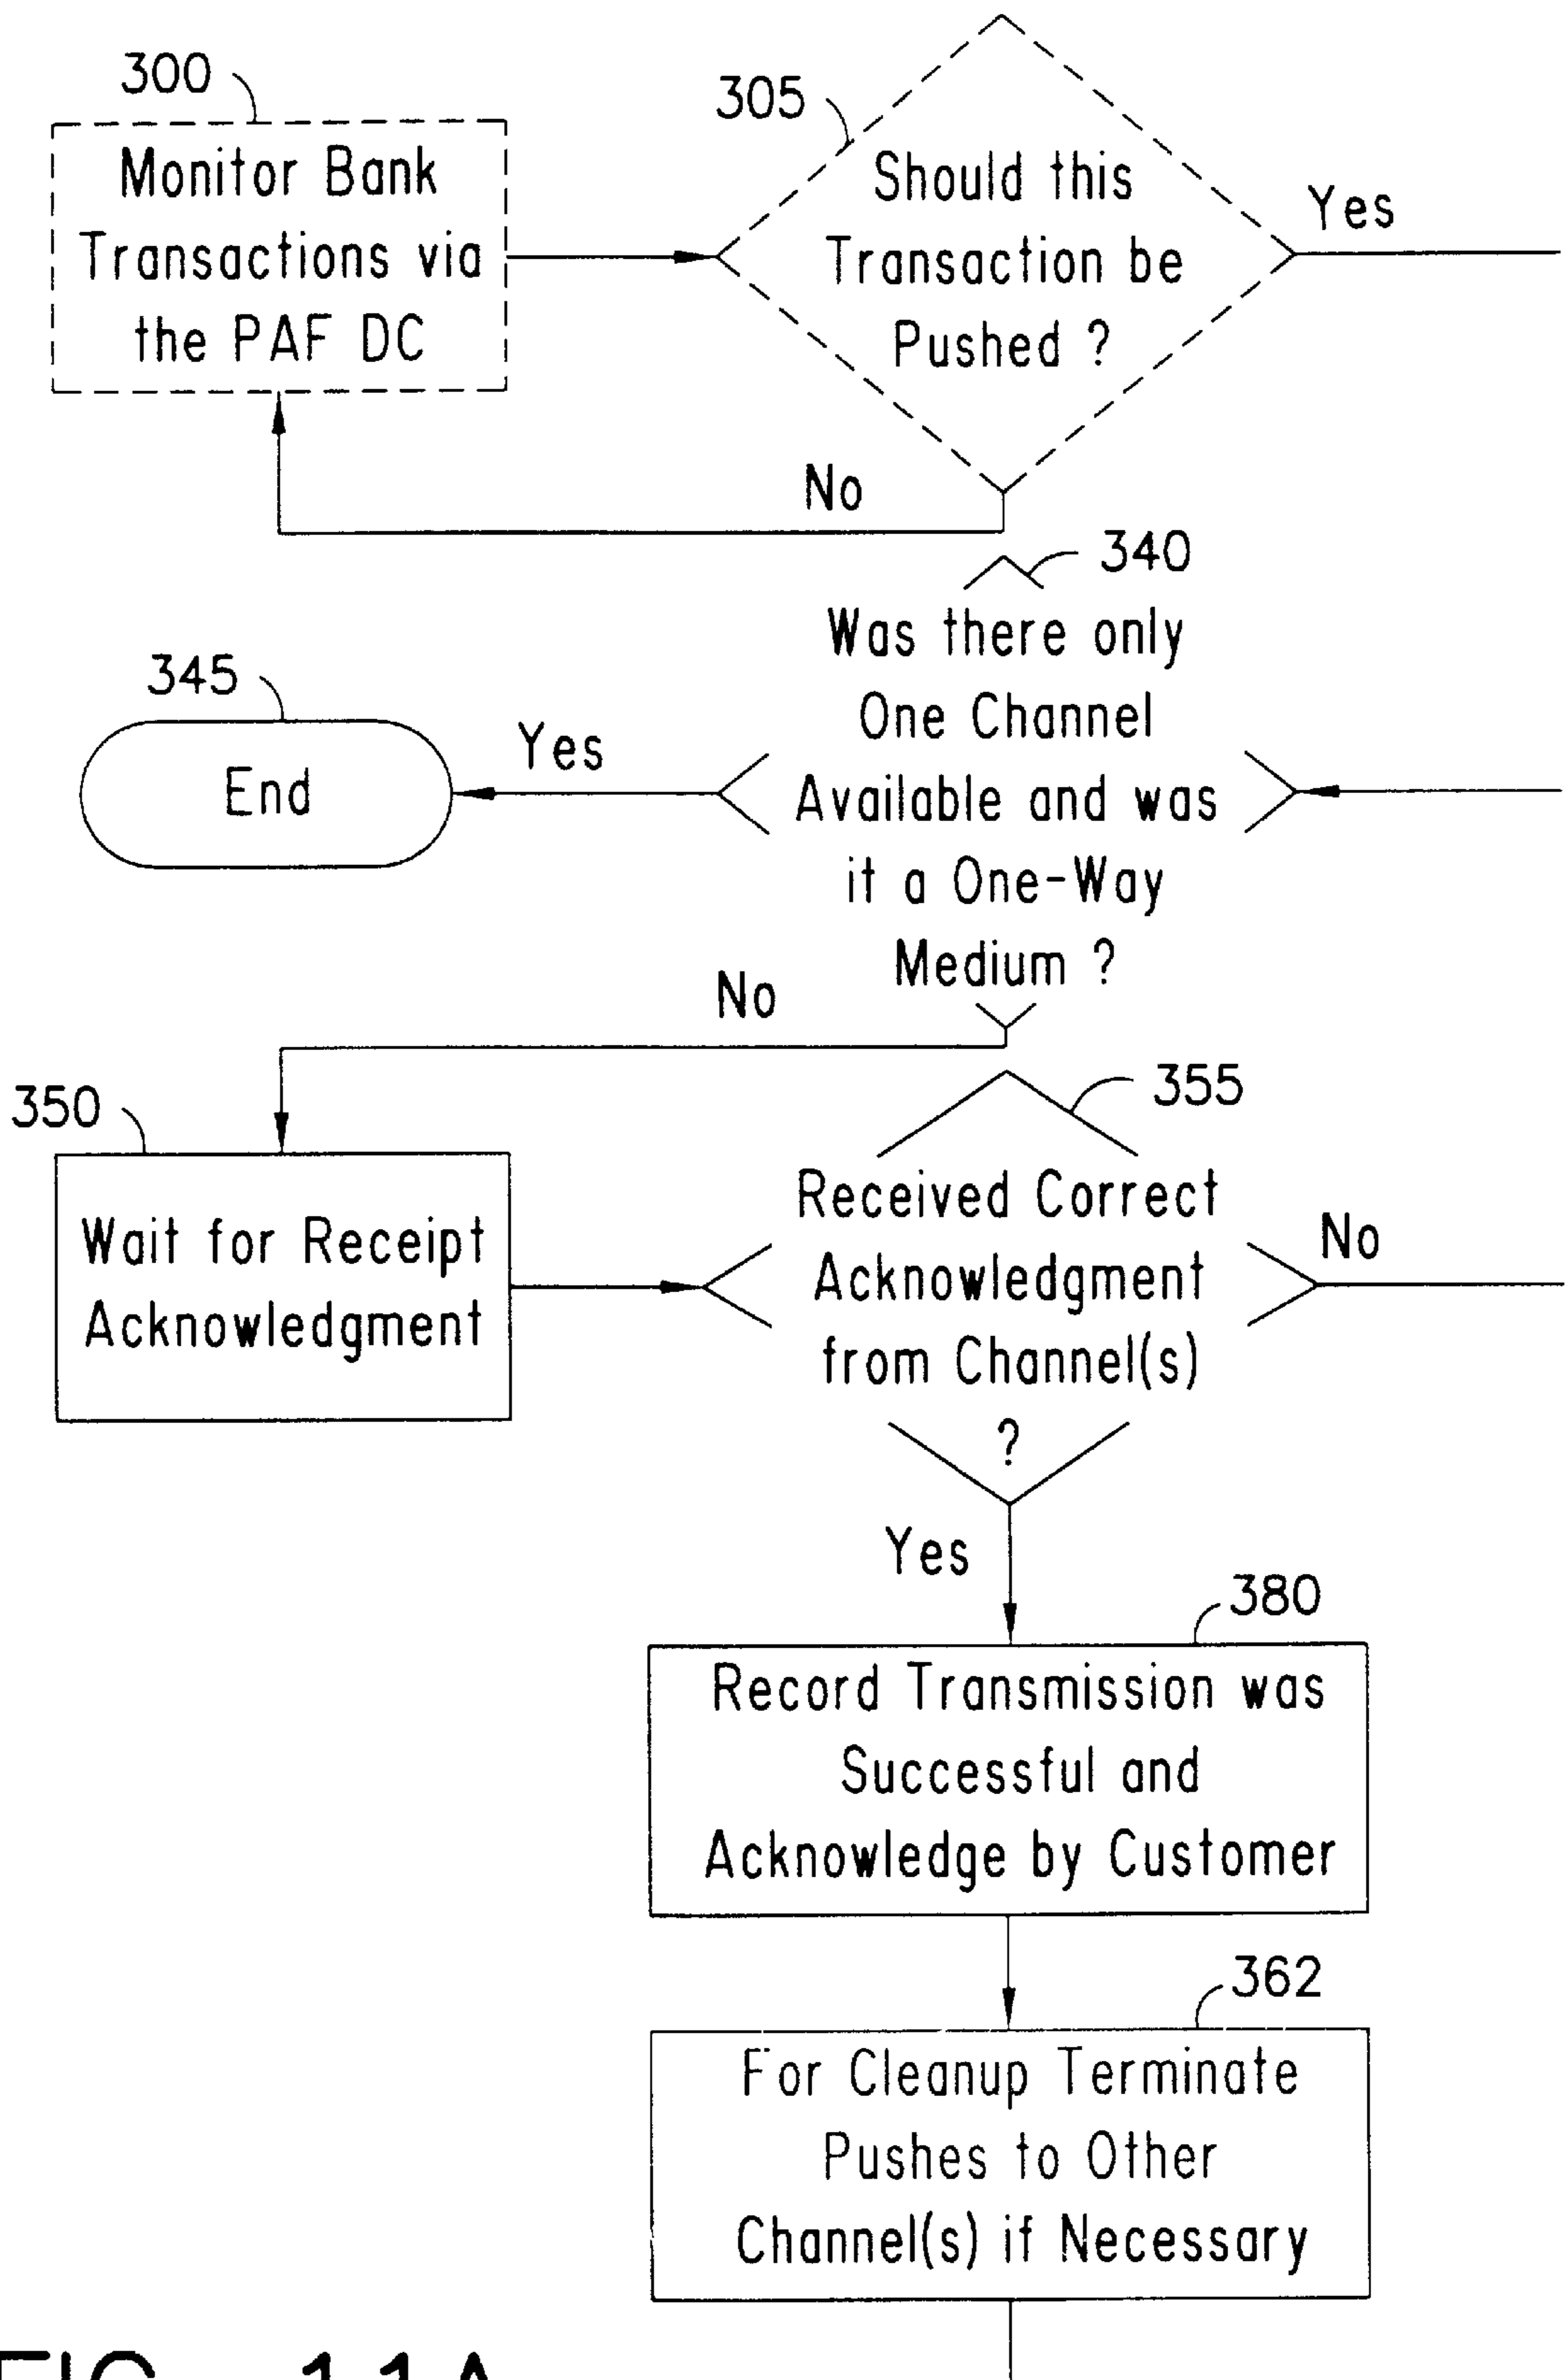 300
Monitor Bank
Transactions via
the PAF DC
305
Should this
Transaction be
Pushed ?
Yes
No
340
Was there only
One Channel
Available and was
it a One-Way
Medium ?
345
End
Yes
No
350
Wait for Receipt
Acknowledgment
355
Received Correct
Acknowledgment
from Channel(s)
?
No
Yes
380
Record Transmission was
Successful and
Acknowledge by Customer
362
For Cleanup Terminate
Pushes to Other
Channel(s) if Necessary
FIG. 11A